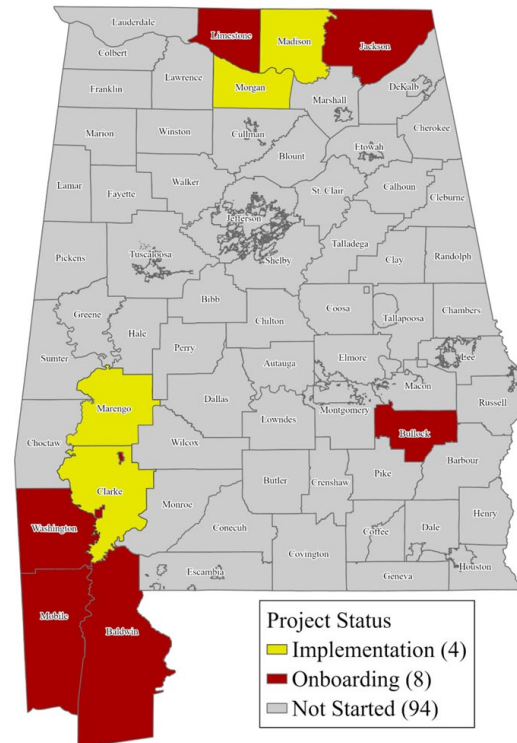 Lauderdale
Limestone
Madison
Jackson
Colbert
Lawrence
Franklin
Morgan
Marshall
DeKalb
Marion
Winston
Cullman
Etowah
Cherokee
Blount
Lamar
Fayette
Walker
St. Clair
Calhoun
Cleburne
Jefferson
Talladega
Pickens
Tuscaloosa
Shelby
Clay
Randolph
Bibb
Greene
Hale
Chilton
Coosa
Tallapoosa
Chambers
Sumter
Perry
Autauga
Elmore
Lee
Macon
Dallas
Marengo
Lowndes
Montgomery
Russell
Choctaw
Wilcox
Bullock
Barbour
Clarke
Butler
Crenshaw
Pike
Monroe
Washington
Conecuh
Coffee
Dale
Henry
Covington
Houston
Escambia
Geneva
Mobile
Baldwin
Project Status
Implementation (4)
Onboarding (8)
Not Started (94)